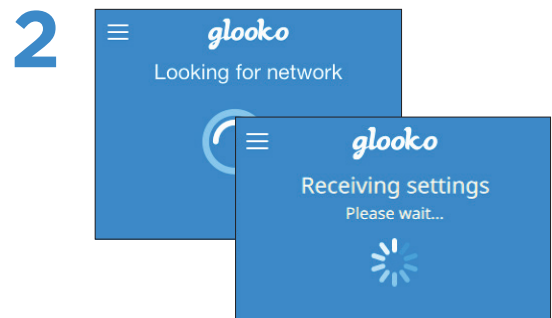 2
glooko
Looking for network
glooko
Receiving settings
Please wait...